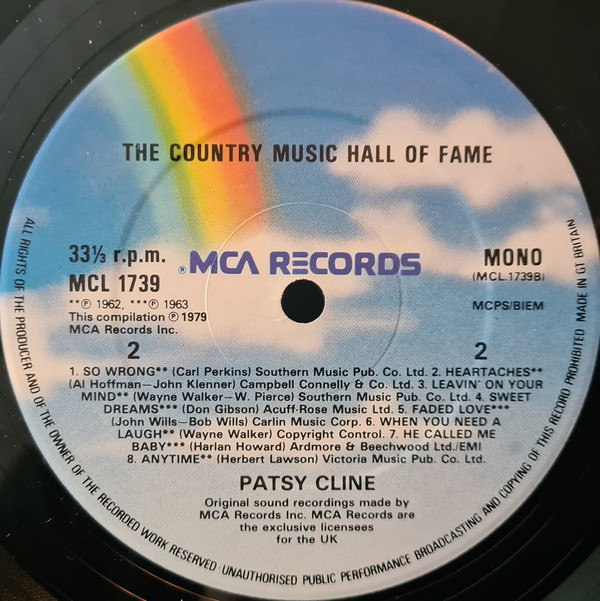 THE COUNTRY MUSIC HALL OF FAME
33⅓ r.p.m.
MCL 1739
® MCA RECORDS
MONO
(MCL.1739B)
**Ⓟ 1962, ***Ⓟ 1963
This compilation Ⓟ 1979
MCA Records Inc.
MCPS/BIEM
2
2
1. SO WRONG** (Carl Perkins) Southern Music Pub. Co. Ltd. 2. HEARTACHES**
(Al Hoffman—John Klenner) Campbell Connelly & Co. Ltd. 3. LEAVIN' ON YOUR
MIND** (Wayne Walker—W. Pierce) Southern Music Pub. Co. Ltd. 4. SWEET
DREAMS*** (Don Gibson) Acuff-Rose Music Ltd. 5. FADED LOVE***
(John Wills—Bob Wills) Carlin Music Corp. 6. WHEN YOU NEED A
LAUGH** (Wayne Walker) Copyright Control. 7. HE CALLED ME
BABY*** (Harlan Howard) Ardmore & Beechwood Ltd./EMI
8. ANYTIME** (Herbert Lawson) Victoria Music Pub. Co. Ltd.
PATSY CLINE
Original sound recordings made by
MCA Records Inc. MCA Records are
the exclusive licensees
for the UK
ALL RIGHTS OF THE PRODUCER AND OF THE OWNER OF THE RECORDED WORK RESERVED UNAUTHORISED PUBLIC PERFORMANCE BROADCASTING AND COPYING OF THIS RECORD PROHIBITED MADE IN GT BRITAIN